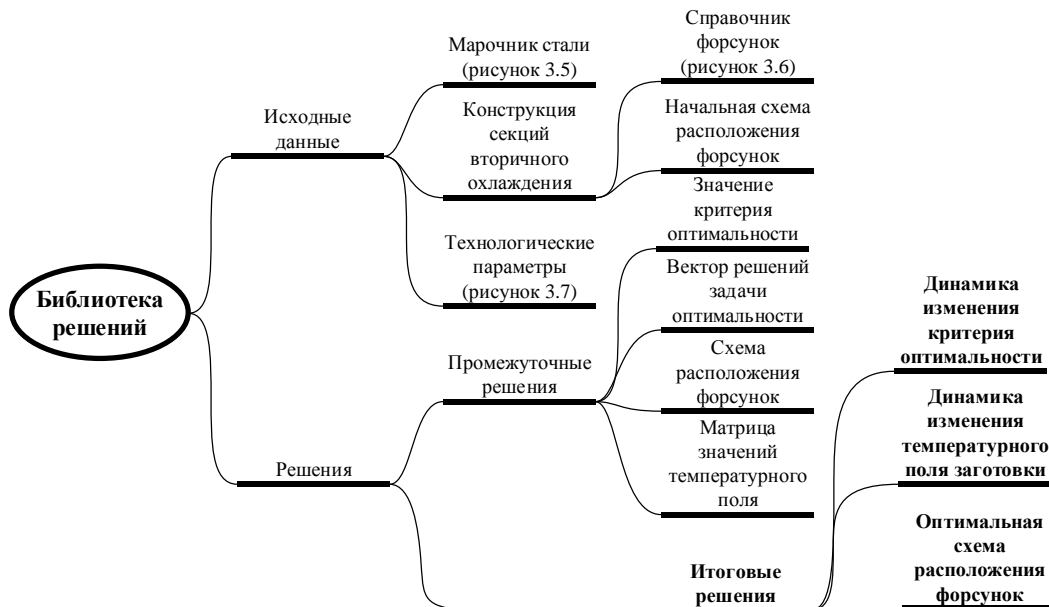 Библиотека
решений
Исходные
данные
Марочник стали
(рисунок 3.5)
Конструкция
секций
вторичного
охлаждения
Справочник
форсунок
(рисунок 3.6)
Начальная схема
расположения
форсунок
Технологические
параметры
(рисунок 3.7)
Решения
Промежуточные
решения
Значение
критерия
оптимальности
Вектор решений
задачи
оптимальности
Схема
расположения
форсунок
Матрица
значений
температурного
поля
Итоговые
решения
Динамика
изменения
критерия
оптимальности
Динамика
изменения
температурного
поля заготовки
Оптимальная
схема
расположения
форсунок